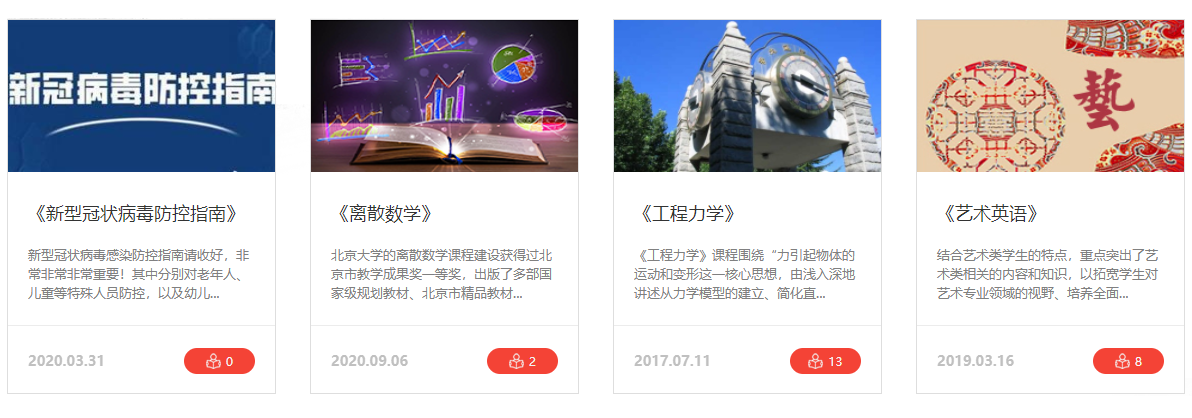 新冠病毒防控指南
《新型冠状病毒防控指南》
新型冠状病毒感染防控指南请收好，非
常非常非常重要！其中分别对老年人、
儿童等特殊人员防控，以及幼儿...
2020.03.31
0
《离散数学》
北京大学的离散数学课程建设获得过北
京市教学成果奖一等奖，出版了多部国
家级规划教材、北京市精品教材...
2020.09.06
2
《工程力学》
《工程力学》课程围绕“力引起物体的
运动和变形这一核心思想，由浅入深地
讲述从力学模型的建立、简化直...
2017.07.11
13
藝
《艺术英语》
结合艺术类学生的特点，重点突出了艺
术类相关的内容和知识，以拓宽学生对
艺术专业领域的视野、培养全面...
2019.03.16
8